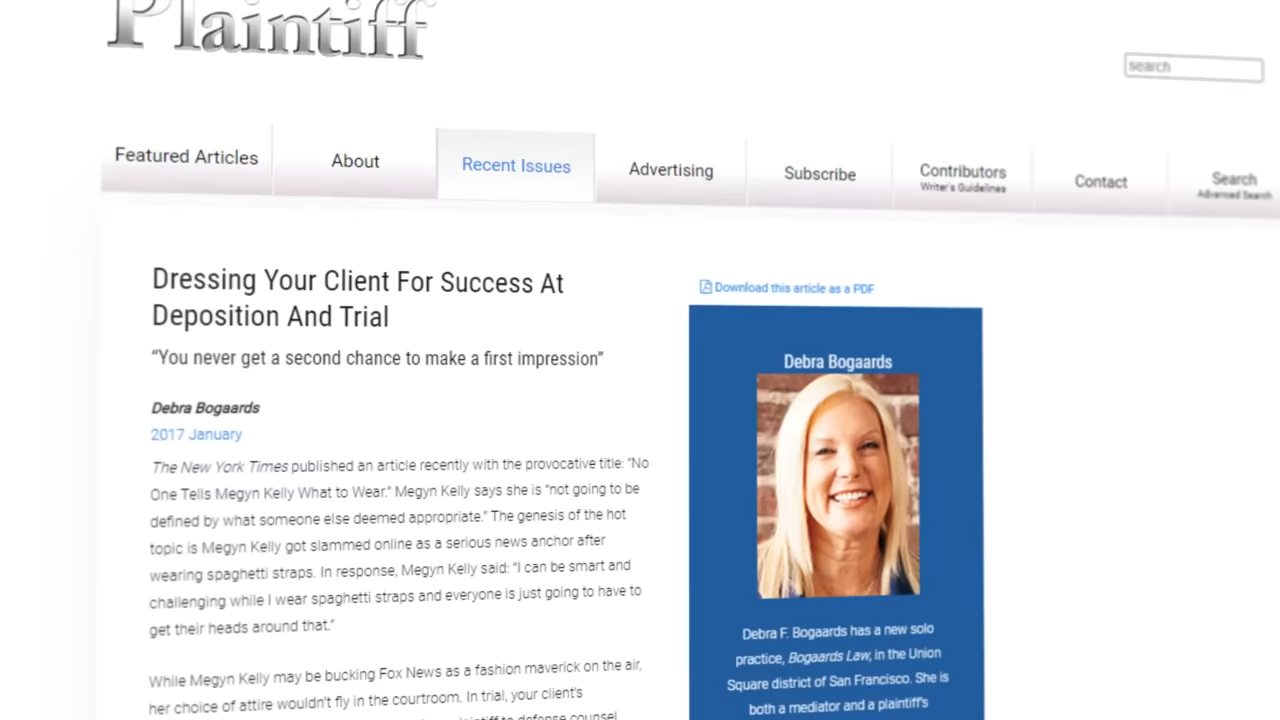 Plaintiff
search
Featured Articles
About
Recent Issues
Advertising
Subscribe
Contributors
Writer's Guidelines
Contact
Search
Advanced Search
Dressing Your Client For Success At
Deposition And Trial
“You never get a second chance to make a first impression”
Debra Bogaards
2017 January
The New York Times published an article recently with the provocative title: “No
One Tells Megyn Kelly What to Wear.” Megyn Kelly says she is “not going to be
defined by what someone else deemed appropriate.” The genesis of the hot
topic is Megyn Kelly got slammed online as a serious news anchor after
wearing spaghetti straps. In response, Megyn Kelly said: “I can be smart and
challenging while I wear spaghetti straps and everyone is just going to have to
get their heads around that.”
While Megyn Kelly may be bucking Fox News as a fashion maverick on the air,
her choice of attire wouldn't fly in the courtroom. In trial, your client's
plaintiff to defense counsel
Download this article as a PDF
Debra Bogaards
Debra F. Bogaards has a new solo
practice, Bogaards Law, in the Union
Square district of San Francisco. She is
both a mediator and a plaintiff's